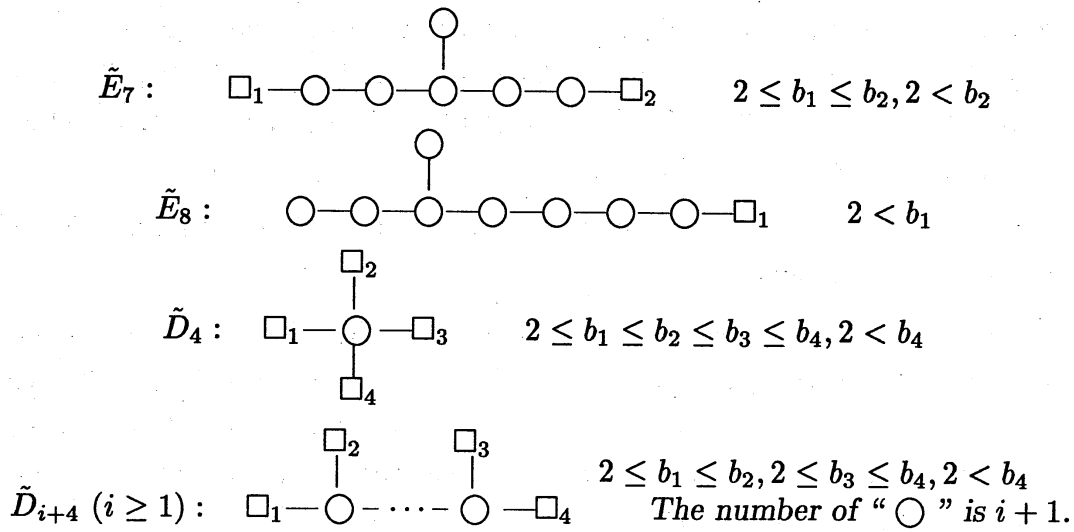 Ẽ₇ : □₁—○—○—○—○—○—□₂ 2 ≤ b₁ ≤ b₂, 2 < b₂
Ẽ₈ : ○—○—○—○—○—○—○—□₁ 2 < b₁
□₂
D̃₄ : □₁—○—□₃ 2 ≤ b₁ ≤ b₂ ≤ b₃ ≤ b₄, 2 < b₄
□₄
□₂ □₃ 2 ≤ b₁ ≤ b₂, 2 ≤ b₃ ≤ b₄, 2 < b₄
D̃ᵢ₊₄ (i ≥ 1) : □₁—○-···-○—□₄ The number of “ ○ ” is i + 1.